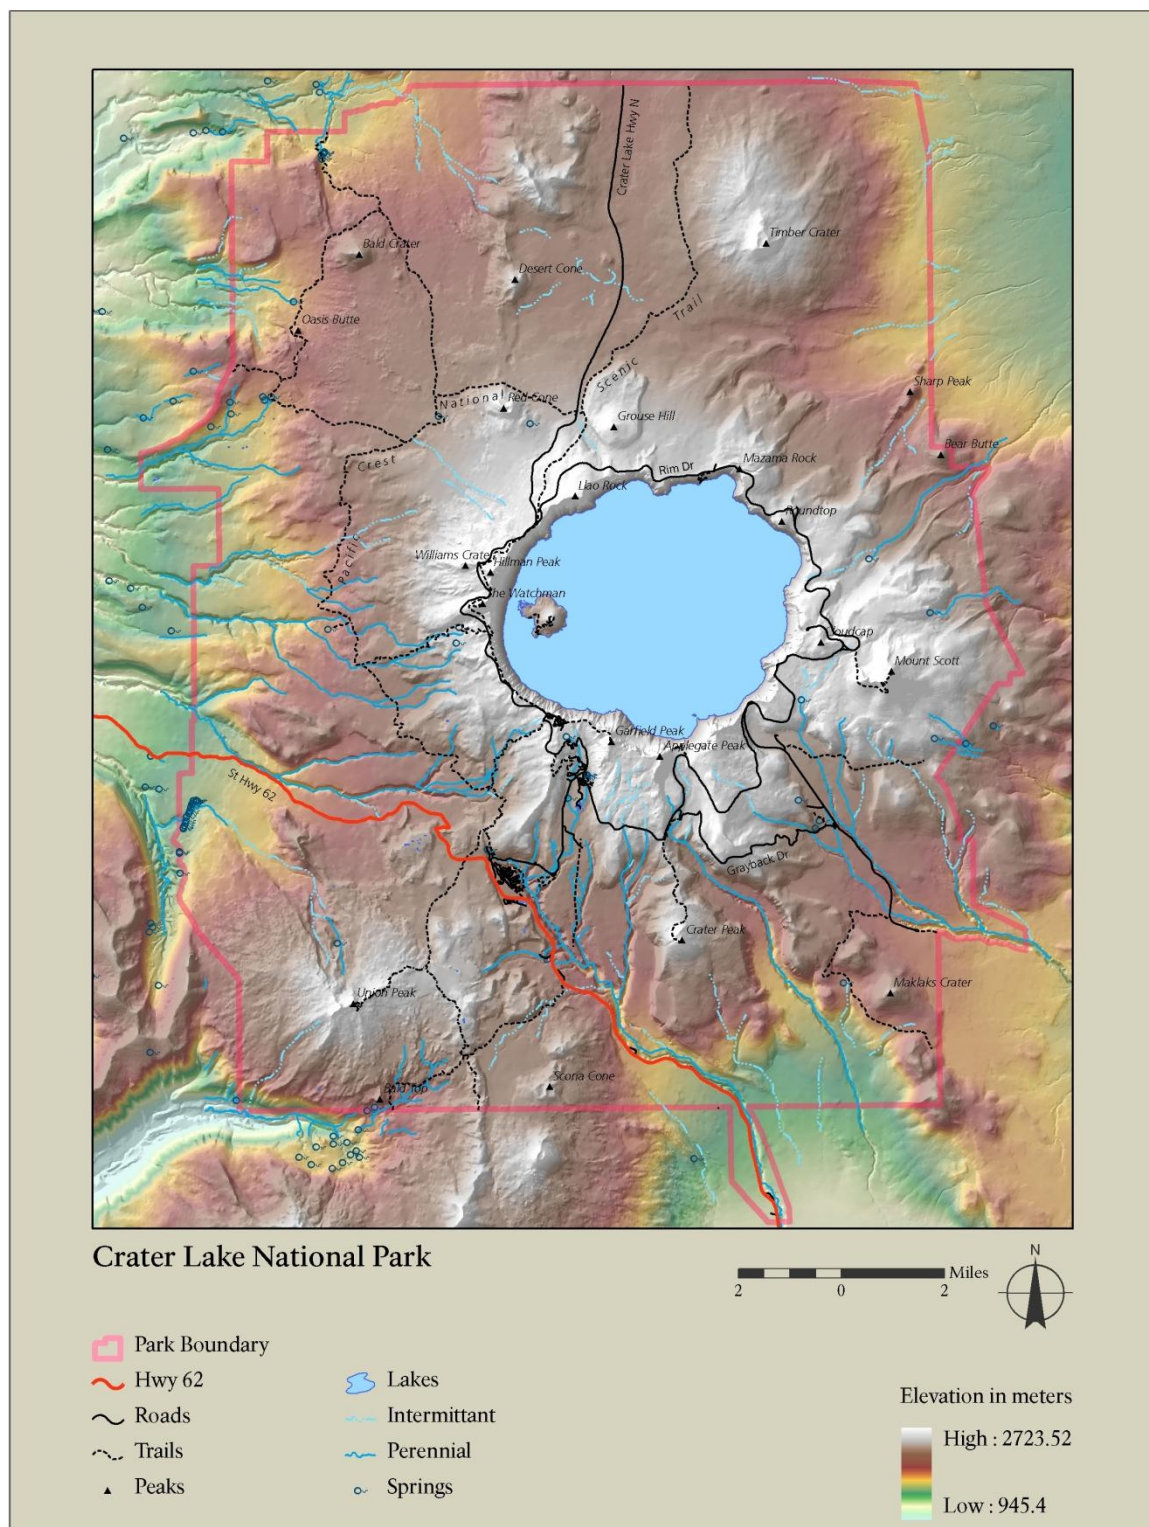 Crater Lake Hwy N
Timber Crater
Bald Crater
Desert Cone
Trail
Oasis Butte
Scenic
Sharp Peak
National
Red Cone
Grouse Hill
Bear Butte
Crest
Mazama Rock
Rim Dr
Llao Rock
Roundtop
Pacific
Williams Crate
Hillman Peak
The Watchman
Cloudcap
Mount Scott
Garfield Peak
Applegate Peak
St Hwy 62
Grayback Dr
Crater Peak
Union Peak
Maklaks Crater
Scoria Cone
Bald Top
Crater Lake National Park
2 0 2 Miles
N
Park Boundary
Hwy 62
Roads
Trails
Peaks
Lakes
Intermittant
Perennial
Springs
Elevation in meters
High : 2723.52
Low : 945.4